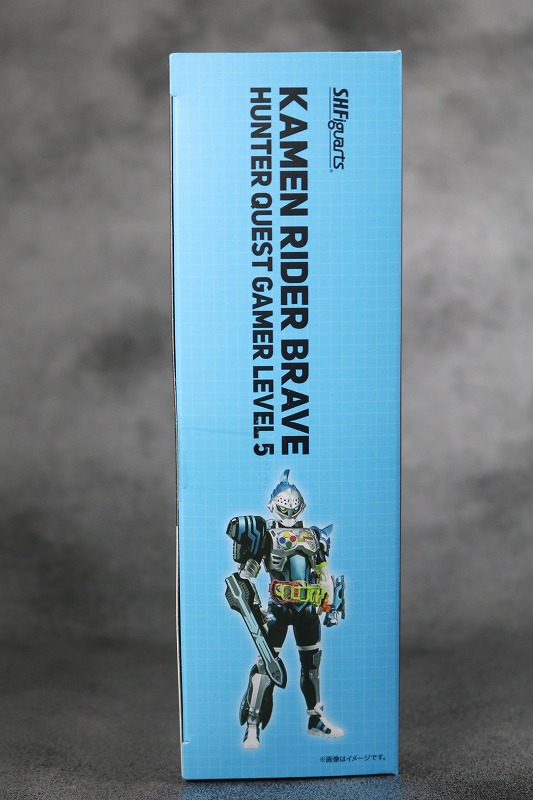 S.H.Figuarts®
KAMEN RIDER BRAVE
HUNTER QUEST GAMER LEVEL 5
※画像はイメージです。